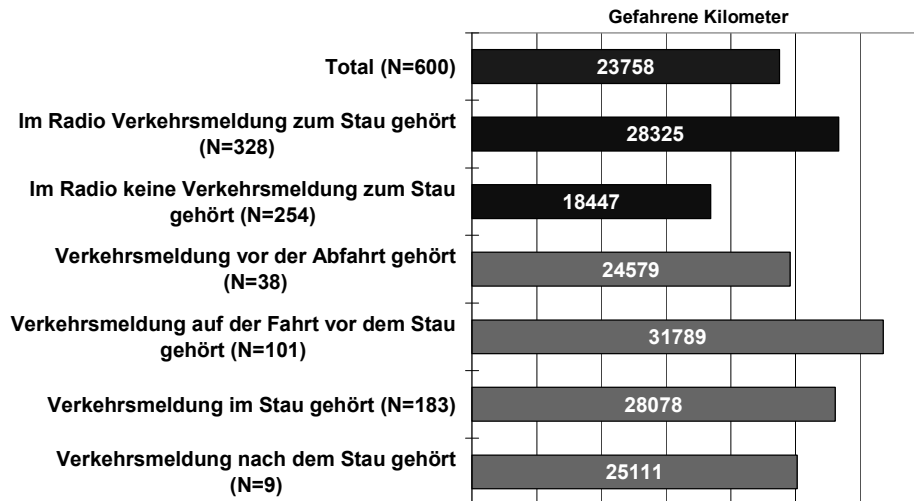 Gefahrene Kilometer
Total (N=600)
23758
Im Radio Verkehrsmeldung zum Stau gehört
(N=328)
28325
Im Radio keine Verkehrsmeldung zum Stau
gehört (N=254)
18447
Verkehrsmeldung vor der Abfahrt gehört
(N=38)
24579
Verkehrsmeldung auf der Fahrt vor dem Stau
gehört (N=101)
31789
Verkehrsmeldung im Stau gehört (N=183)
28078
Verkehrsmeldung nach dem Stau gehört
(N=9)
25111